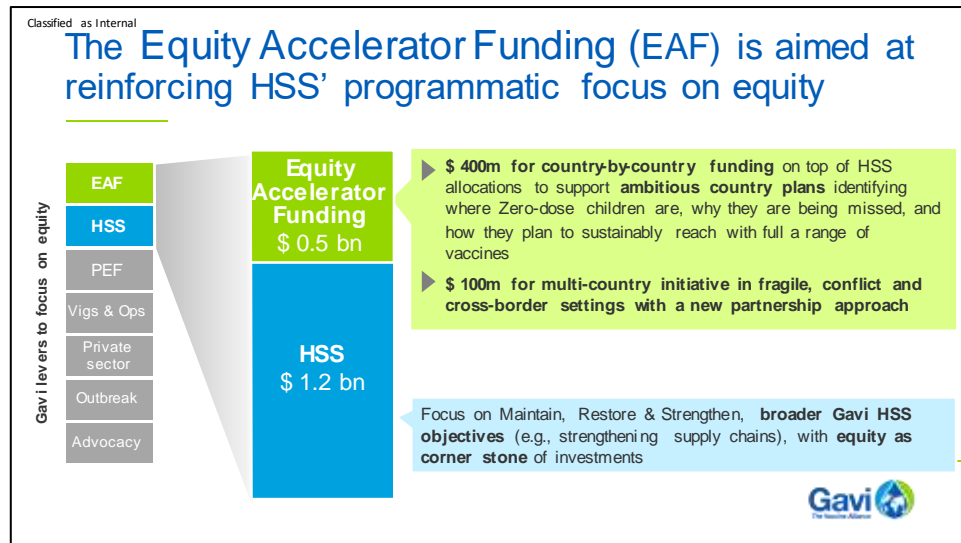 Classified as Internal
The Equity Accelerator Funding (EAF) is aimed at
reinforcing HSS’ programmatic focus on equity
Gavi levers to focus on equity
EAF
HSS
PEF
Vigs & Ops
Private
sector
Outbreak
Advocacy
Equity
Accelerator
Funding
$ 0.5 bn
HSS
$ 1.2 bn
$ 400m for country-by-country funding on top of HSS
allocations to support ambitious country plans identifying
where Zero-dose children are, why they are being missed, and
how they plan to sustainably reach with full a range of
vaccines
$ 100m for multi-country initiative in fragile, conflict and
cross-border settings with a new partnership approach
Focus on Maintain, Restore & Strengthen, broader Gavi HSS
objectives (e.g., strengthening supply chains), with equity as
corner stone of investments
Gavi
The Vaccine Alliance